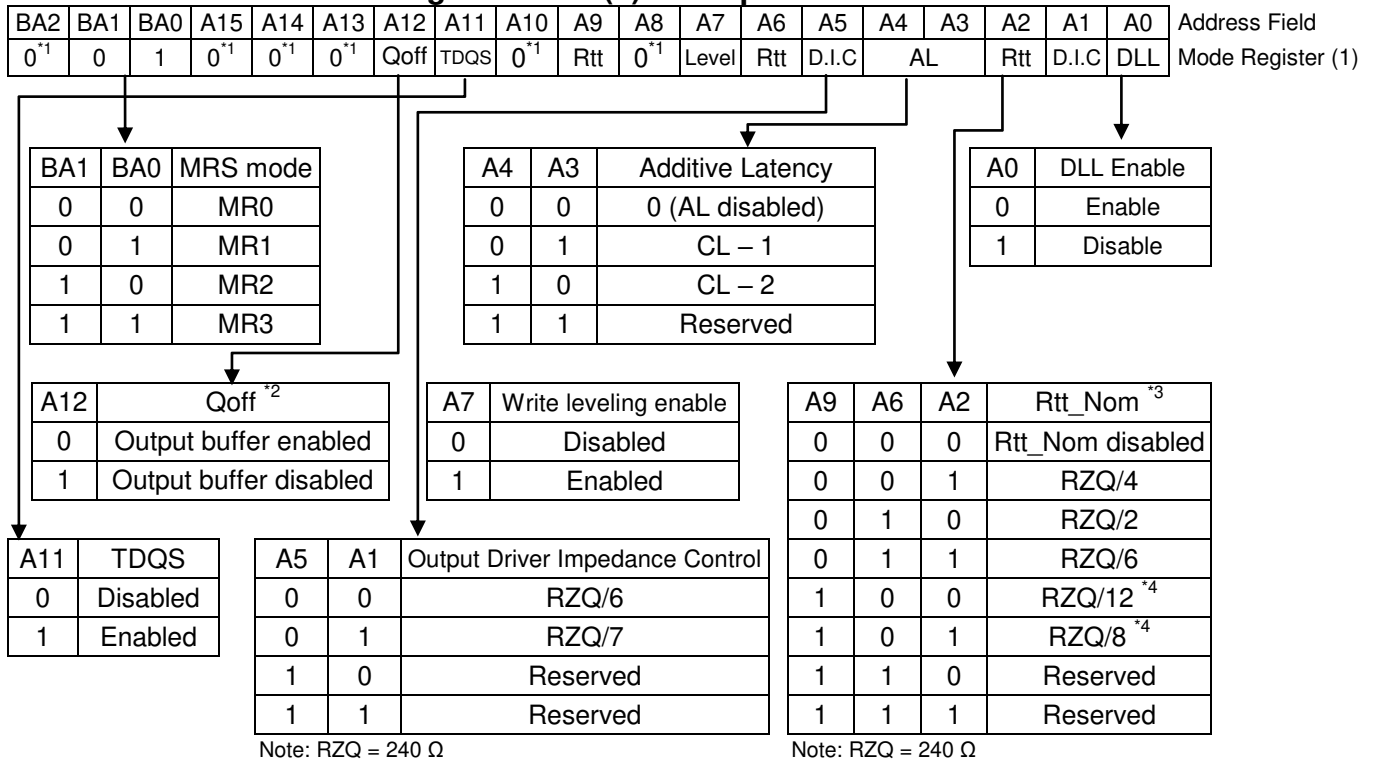 BA2 BA1 BA0 A15 A14 A13 A12 A11 A10 A9 A8 A7 A6 A5 A4 A3 A2 A1 A0 Address Field
0*1 0 1 0*1 0*1 0*1 Qoff TDQS 0*1 Rtt 0*1 Level Rtt D.I.C AL Rtt D.I.C DLL Mode Register (1)
BA1 BA0 MRS mode
0 0 MR0
0 1 MR1
1 0 MR2
1 1 MR3
A4 A3 Additive Latency
0 0 0 (AL disabled)
0 1 CL – 1
1 0 CL – 2
1 1 Reserved
A0 DLL Enable
0 Enable
1 Disable
A12 Qoff *2
0 Output buffer enabled
1 Output buffer disabled
A7 Write leveling enable
0 Disabled
1 Enabled
A9 A6 A2 Rtt_Nom *3
0 0 0 Rtt_Nom disabled
0 0 1 RZQ/4
0 1 0 RZQ/2
0 1 1 RZQ/6
1 0 0 RZQ/12 *4
1 0 1 RZQ/8 *4
1 1 0 Reserved
1 1 1 Reserved
Note: RZQ = 240 Ω
A11 TDQS
0 Disabled
1 Enabled
A5 A1 Output Driver Impedance Control
0 0 RZQ/6
0 1 RZQ/7
1 0 Reserved
1 1 Reserved
Note: RZQ = 240 Ω